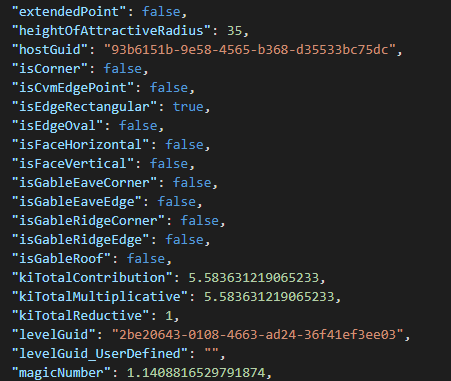 "extendedPoint": false,
"heightOfAttractiveRadius": 35,
"hostGuid": "93b6151b-9e58-4565-b368-d35533bc75dc",
"isCorner": false,
"isCvmEdgePoint": false,
"isEdgeRectangular": true,
"isEdgeOval": false,
"isFaceHorizontal": false,
"isFaceVertical": false,
"isGableEaveCorner": false,
"isGableEaveEdge": false,
"isGableRidgeCorner": false,
"isGableRidgeEdge": false,
"isGableRoof": false,
"kiTotalContribution": 5.583631219065233,
"kiTotalMultiplicative": 5.583631219065233,
"kiTotalReductive": 1,
"levelGuid": "2be20643-0108-4663-ad24-36f41ef3ee03",
"levelGuid_UserDefined": "",
"magicNumber": 1.1408816529791874,